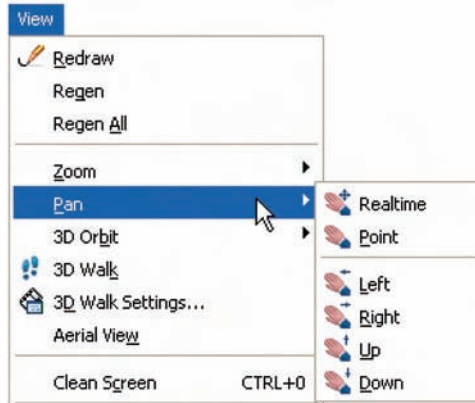 View
Redraw
Regen
Regen All
Zoom
Pan
3D Orbit
3D Walk
3D Walk Settings...
Aerial View
Clean Screen CTRL+0
Realtime
Point
Left
Right
Up
Down